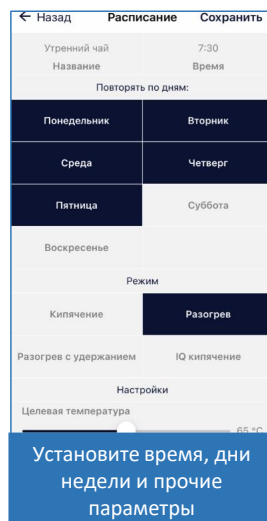 ← Назад Расписание Сохранить
Утренний чай 7:30
Название Время
Повторять по дням:
Понедельник Вторник
Среда Четверг
Пятница Суббота
Воскресенье
Режим
Кипячение Разогрев
Разогрев с удержанием IQ кипячение
Настройки
Целевая температура
65 °C
Установите время, дни
недели и прочие
параметры